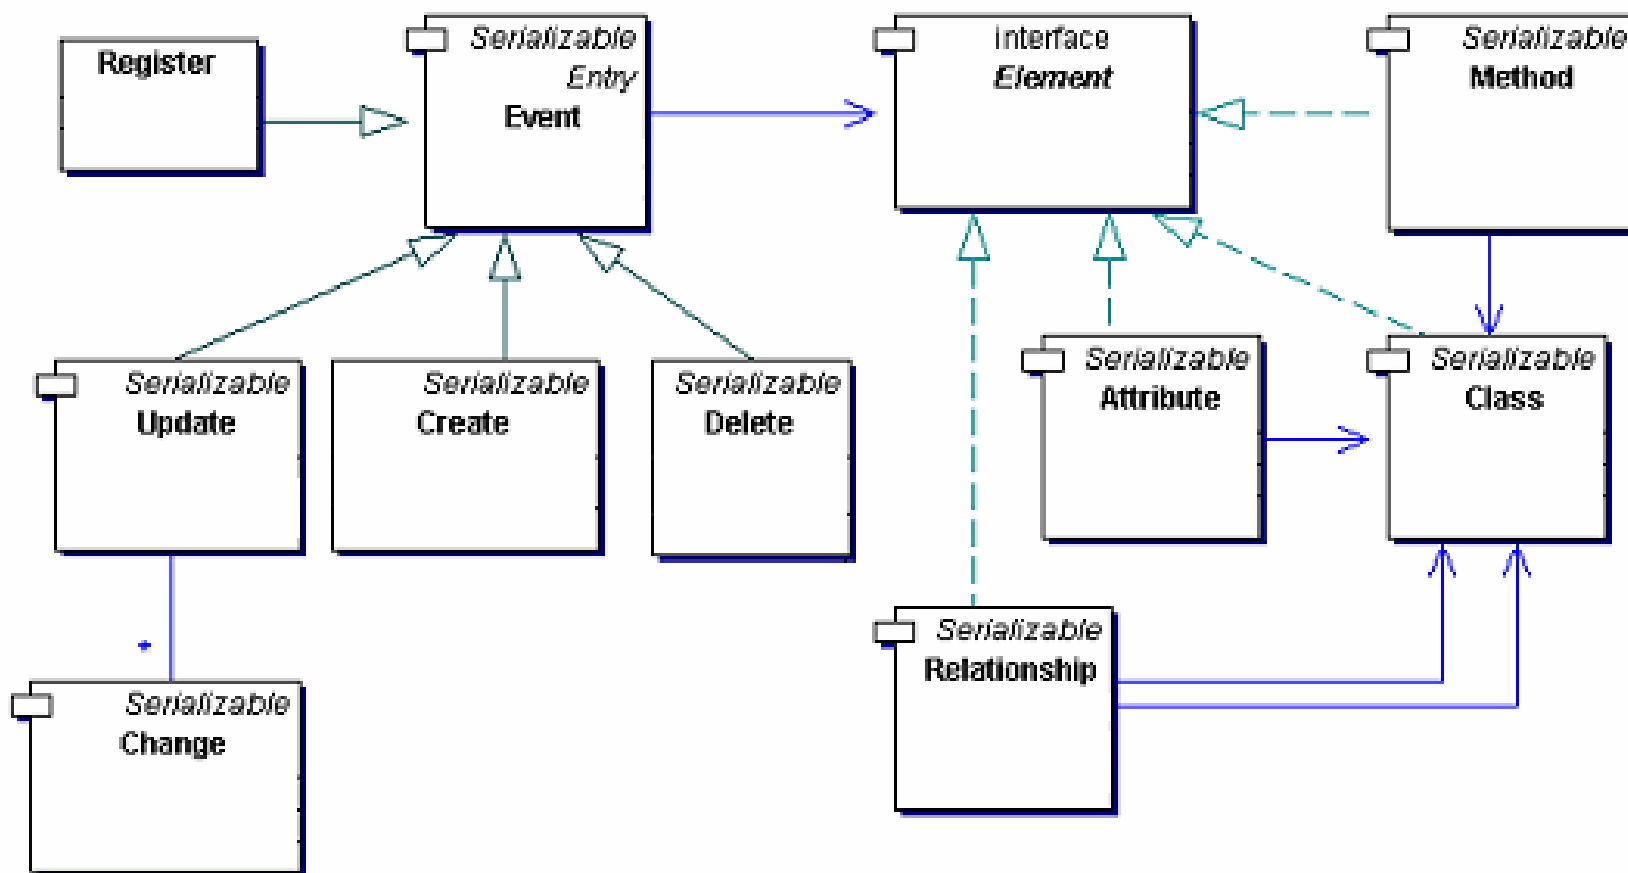 Register
Serializable
Entry
Event
interface
Element
Serializable
Method
Serializable
Update
Serializable
Create
Serializable
Delete
Serializable
Attribute
Serializable
Class
*
Serializable
Change
Serializable
Relationship